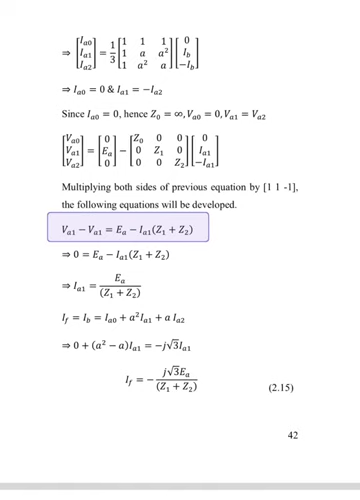 ⇒ [I_a0 I_a1 I_a2] = 1/3 [1 1 1; 1 a a²; 1 a² a] [0 I_b −I_b]
⇒ I_a0 = 0 & I_a1 = −I_a2
Since I_a0 = 0, hence Z_0 = ∞, V_a0 = 0, V_a1 = V_a2
[V_a0 V_a1 V_a2] = [0 E_a 0] − [Z_0 0 0; 0 Z_1 0; 0 0 Z_2] [0 I_a1 −I_a1]
Multiplying both sides of previous equation by [1 1 -1],
the following equations will be developed.
V_a1 − V_a1 = E_a − I_a1(Z_1 + Z_2)
⇒ 0 = E_a − I_a1(Z_1 + Z_2)
⇒ I_a1 = E_a / (Z_1 + Z_2)
I_f = I_b = I_a0 + a²I_a1 + a I_a2
⇒ 0 + (a² − a)I_a1 = −j√3I_a1
I_f = − j√3E_a / (Z_1 + Z_2) (2.15)
42